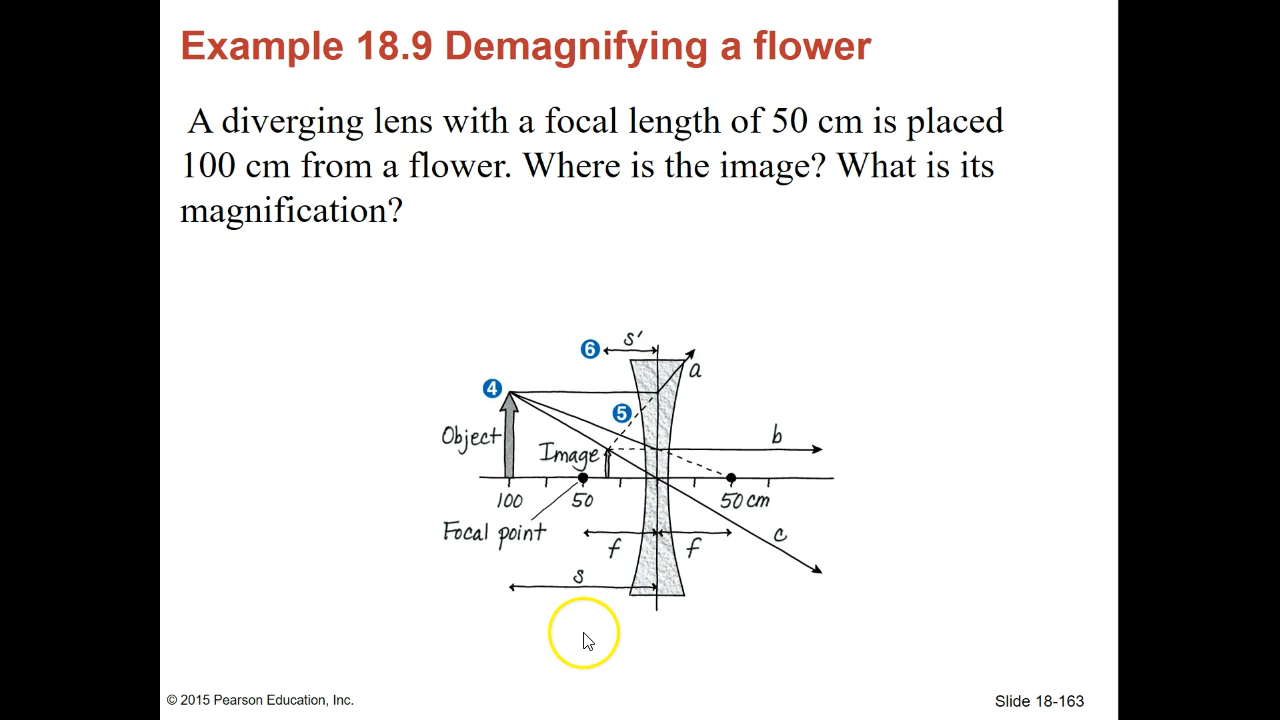 Example 18.9 Demagnifying a flower
A diverging lens with a focal length of 50 cm is placed
100 cm from a flower. Where is the image? What is its
magnification?
6 s′
a
4
5
Object
Image
b
100 50 50 cm
Focal point
f f
c
s
© 2015 Pearson Education, Inc.
Slide 18-163